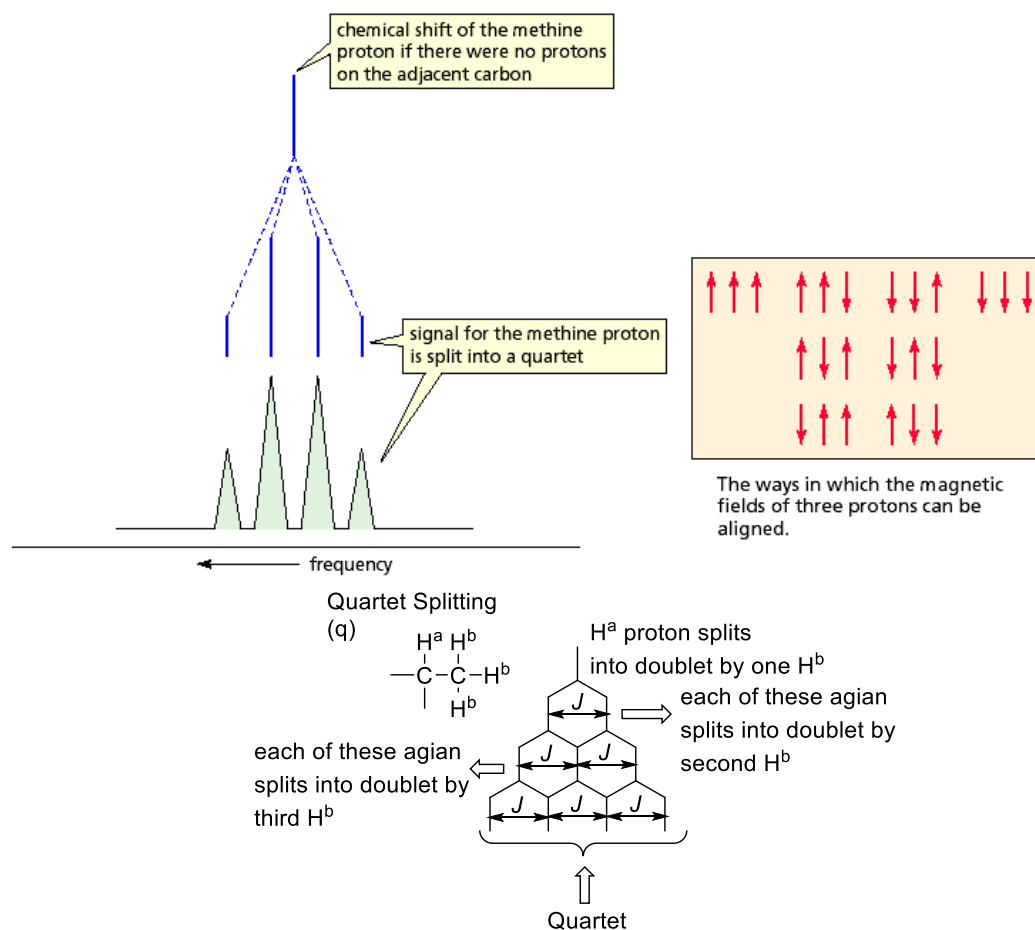 chemical shift of the methine
proton if there were no protons
on the adjacent carbon
signal for the methine proton
is split into a quartet
The ways in which the magnetic
fields of three protons can be
aligned.
frequency
Quartet Splitting
(q)
Hᵃ Hᵇ
C C Hᵇ
Hᵇ
Hᵃ proton splits
into doublet by one Hᵇ
J
each of these agian
splits into doublet by
second Hᵇ
each of these agian
splits into doublet by
third Hᵇ
J J
J J J
Quartet